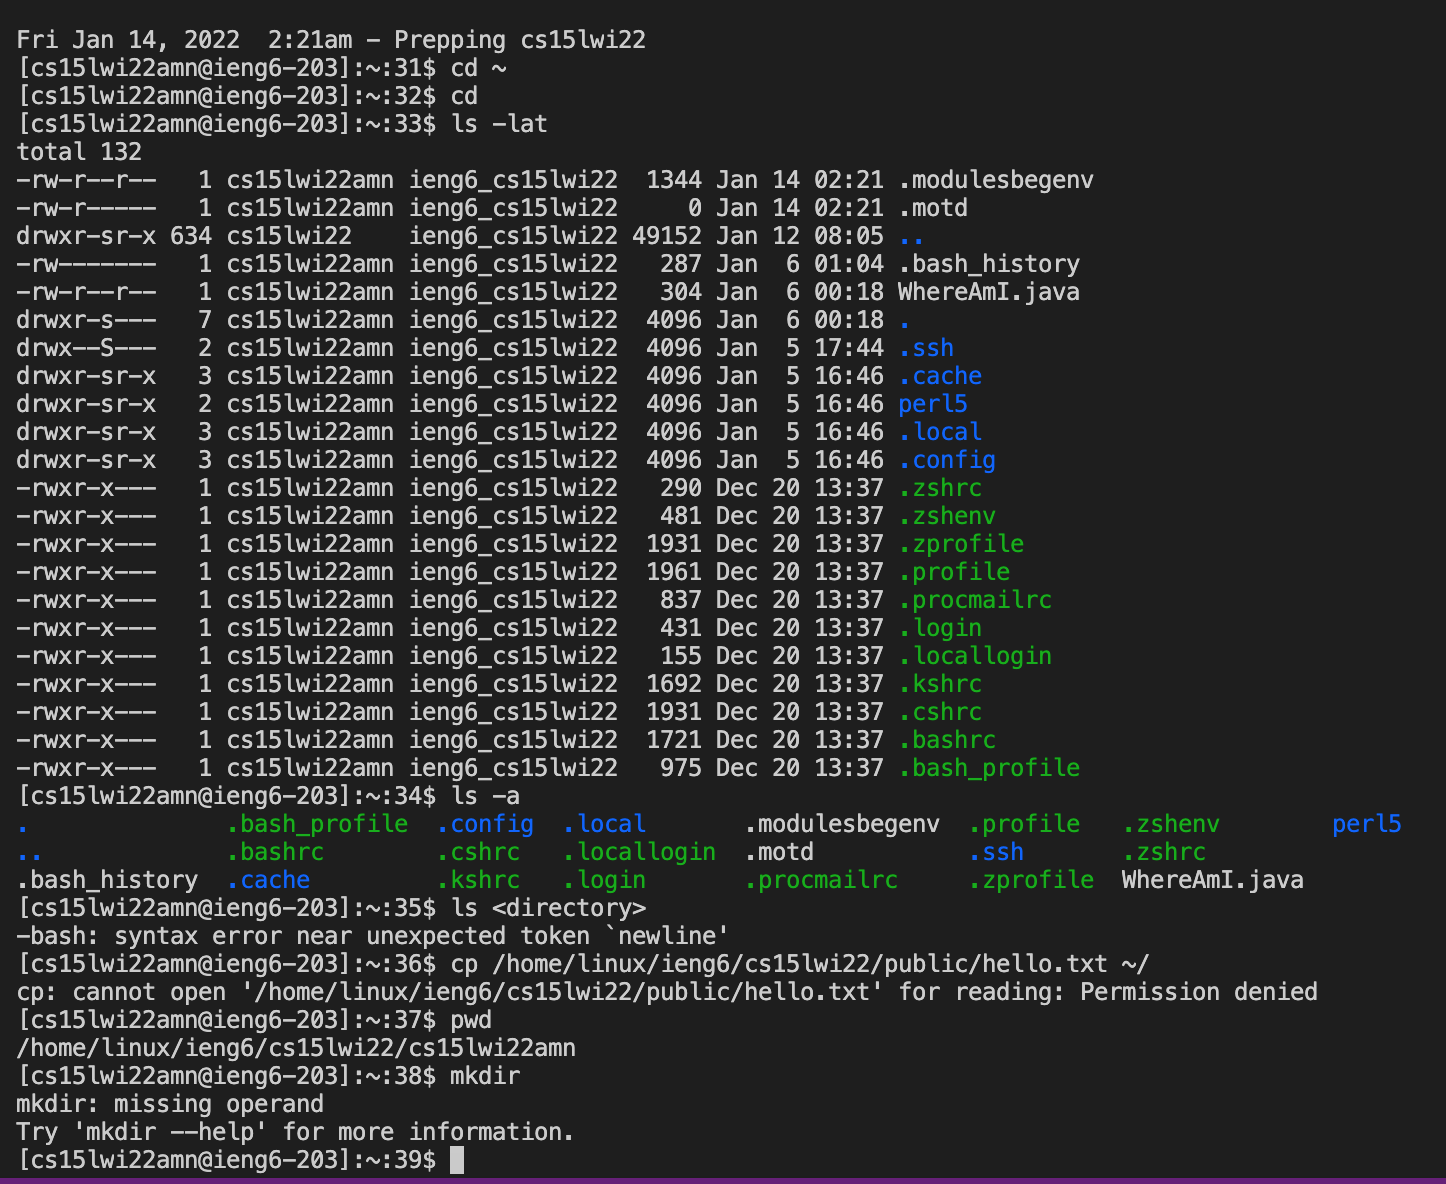 Fri Jan 14, 2022  2:21am - Prepping cs15lwi22
[cs15lwi22amn@ieng6-203]:~:31$ cd ~
[cs15lwi22amn@ieng6-203]:~:32$ cd
[cs15lwi22amn@ieng6-203]:~:33$ ls -lat
total 132
-rw-r--r--   1 cs15lwi22amn ieng6_cs15lwi22  1344 Jan 14 02:21 .modulesbegenv
-rw-r-----   1 cs15lwi22amn ieng6_cs15lwi22     0 Jan 14 02:21 .motd
drwxr-sr-x 634 cs15lwi22    ieng6_cs15lwi22 49152 Jan 12 08:05 ..
-rw-------   1 cs15lwi22amn ieng6_cs15lwi22   287 Jan  6 01:04 .bash_history
-rw-r--r--   1 cs15lwi22amn ieng6_cs15lwi22   304 Jan  6 00:18 WhereAmI.java
drwxr-s---   7 cs15lwi22amn ieng6_cs15lwi22  4096 Jan  6 00:18 .
drwx--S---   2 cs15lwi22amn ieng6_cs15lwi22  4096 Jan  5 17:44 .ssh
drwxr-sr-x   3 cs15lwi22amn ieng6_cs15lwi22  4096 Jan  5 16:46 .cache
drwxr-sr-x   2 cs15lwi22amn ieng6_cs15lwi22  4096 Jan  5 16:46 perl5
drwxr-sr-x   3 cs15lwi22amn ieng6_cs15lwi22  4096 Jan  5 16:46 .local
drwxr-sr-x   3 cs15lwi22amn ieng6_cs15lwi22  4096 Jan  5 16:46 .config
-rwxr-x---   1 cs15lwi22amn ieng6_cs15lwi22   290 Dec 20 13:37 .zshrc
-rwxr-x---   1 cs15lwi22amn ieng6_cs15lwi22   481 Dec 20 13:37 .zshenv
-rwxr-x---   1 cs15lwi22amn ieng6_cs15lwi22  1931 Dec 20 13:37 .zprofile
-rwxr-x---   1 cs15lwi22amn ieng6_cs15lwi22  1961 Dec 20 13:37 .profile
-rwxr-x---   1 cs15lwi22amn ieng6_cs15lwi22   837 Dec 20 13:37 .procmailrc
-rwxr-x---   1 cs15lwi22amn ieng6_cs15lwi22   431 Dec 20 13:37 .login
-rwxr-x---   1 cs15lwi22amn ieng6_cs15lwi22   155 Dec 20 13:37 .locallogin
-rwxr-x---   1 cs15lwi22amn ieng6_cs15lwi22  1692 Dec 20 13:37 .kshrc
-rwxr-x---   1 cs15lwi22amn ieng6_cs15lwi22  1931 Dec 20 13:37 .cshrc
-rwxr-x---   1 cs15lwi22amn ieng6_cs15lwi22  1721 Dec 20 13:37 .bashrc
-rwxr-x---   1 cs15lwi22amn ieng6_cs15lwi22   975 Dec 20 13:37 .bash_profile
[cs15lwi22amn@ieng6-203]:~:34$ ls -a
.              .bash_profile  .config  .local       .modulesbegenv  .profile   .zshenv        perl5
..             .bashrc        .cshrc   .locallogin  .motd           .ssh       .zshrc
.bash_history  .cache         .kshrc   .login       .procmailrc     .zprofile  WhereAmI.java
[cs15lwi22amn@ieng6-203]:~:35$ ls <directory>
-bash: syntax error near unexpected token `newline'
[cs15lwi22amn@ieng6-203]:~:36$ cp /home/linux/ieng6/cs15lwi22/public/hello.txt ~/
cp: cannot open '/home/linux/ieng6/cs15lwi22/public/hello.txt' for reading: Permission denied
[cs15lwi22amn@ieng6-203]:~:37$ pwd
/home/linux/ieng6/cs15lwi22/cs15lwi22amn
[cs15lwi22amn@ieng6-203]:~:38$ mkdir
mkdir: missing operand
Try 'mkdir --help' for more information.
[cs15lwi22amn@ieng6-203]:~:39$